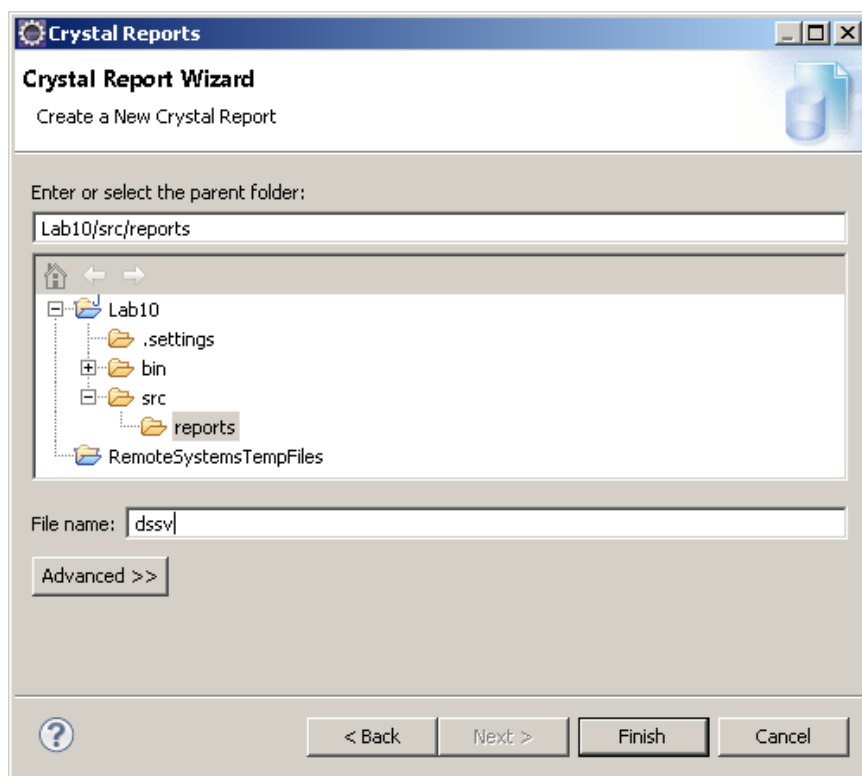 Crystal Reports
Crystal Report Wizard
Create a New Crystal Report
Enter or select the parent folder:
Lab10/src/reports
Lab10
.settings
bin
src
reports
RemoteSystemsTempFiles
File name: dssv
Advanced >>
? < Back Next > Finish Cancel